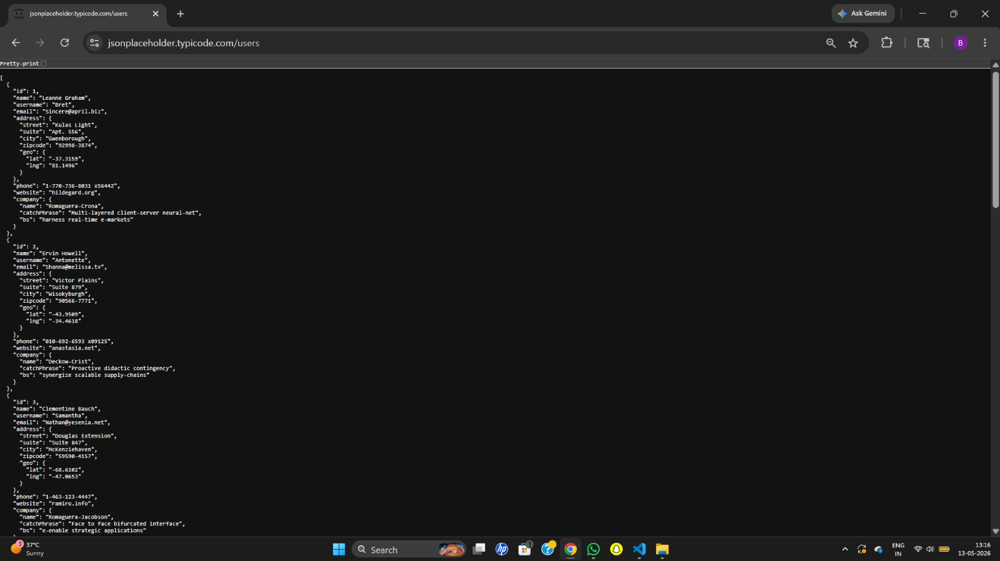 jsonplaceholder.typicode.com/users
Ask Gemini
jsonplaceholder.typicode.com/users
B
Pretty-print
[
  {
    "id": 1,
    "name": "Leanne Graham",
    "username": "Bret",
    "email": "Sincere@april.biz",
    "address": {
      "street": "Kulas Light",
      "suite": "Apt. 556",
      "city": "Gwenborough",
      "zipcode": "92998-3874",
      "geo": {
        "lat": "-37.3159",
        "lng": "81.1496"
      }
    },
    "phone": "1-770-736-8031 x56442",
    "website": "hildegard.org",
    "company": {
      "name": "Romaguera-Crona",
      "catchPhrase": "Multi-layered client-server neural-net",
      "bs": "harness real-time e-markets"
    }
  },
  {
    "id": 2,
    "name": "Ervin Howell",
    "username": "Antonette",
    "email": "Shanna@melissa.tv",
    "address": {
      "street": "Victor Plains",
      "suite": "Suite 879",
      "city": "Wisokyburgh",
      "zipcode": "90566-7771",
      "geo": {
        "lat": "-43.9509",
        "lng": "-34.4618"
      }
    },
    "phone": "010-692-6593 x09125",
    "website": "anastasia.net",
    "company": {
      "name": "Deckow-Crist",
      "catchPhrase": "Proactive didactic contingency",
      "bs": "synergize scalable supply-chains"
    }
  },
  {
    "id": 3,
    "name": "Clementine Bauch",
    "username": "Samantha",
    "email": "Nathan@yesenia.net",
    "address": {
      "street": "Douglas Extension",
      "suite": "Suite 847",
      "city": "McKenziehaven",
      "zipcode": "59590-4157",
      "geo": {
        "lat": "-68.6102",
        "lng": "-47.0653"
      }
    },
    "phone": "1-463-123-4447",
    "website": "ramiro.info",
    "company": {
      "name": "Romaguera-Jacobson",
      "catchPhrase": "Face to face bifurcated interface",
      "bs": "e-enable strategic applications"
3
37°C
Sunny
Search
hp
1
ENG
IN
13:16
13-05-2026